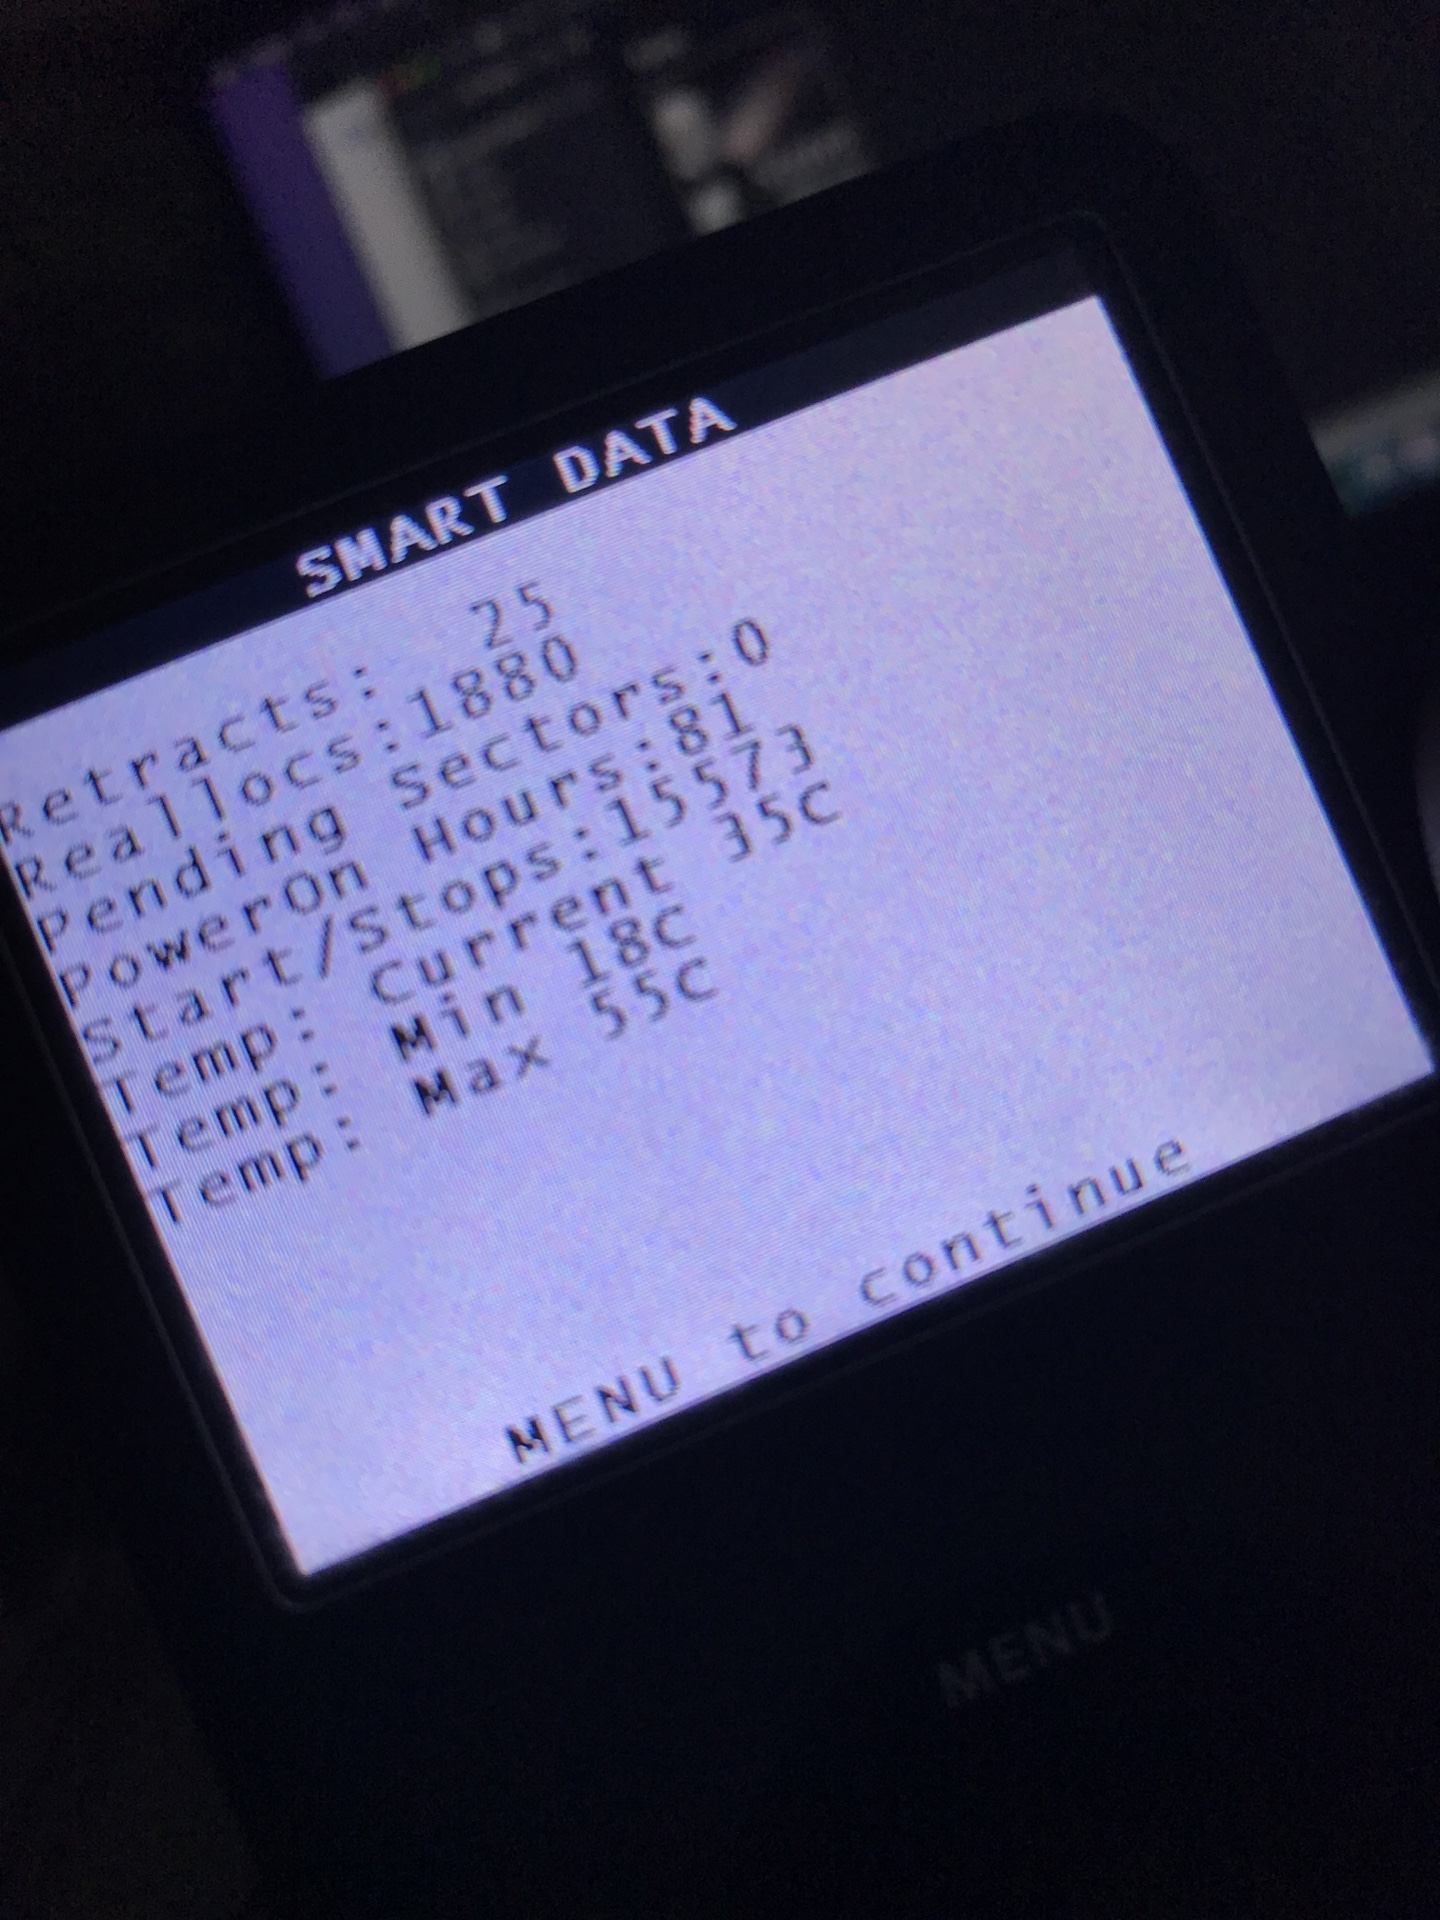 SMART DATA
Retracts: 25
Reallocs:1880
Pending Sectors:0
PowerOn Hours:81
Start/Stops:15573
Temp: Current 35C
Temp: Min 18C
Temp: Max 55C
MENU to continue
MENU